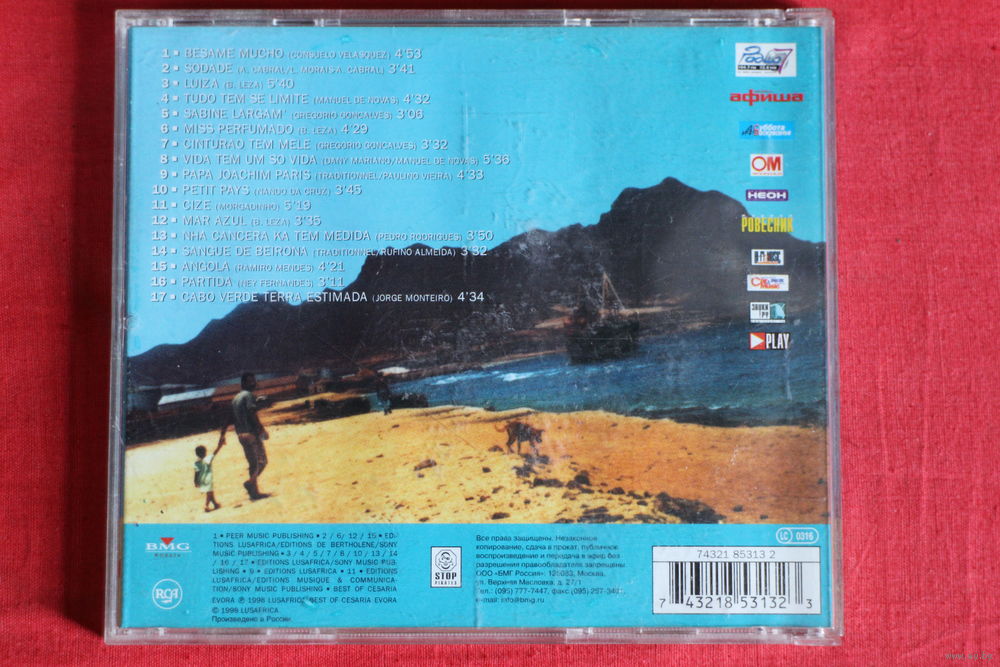 1 ▪ BESAME MUCHO (CONSUELO VELASQUEZ) 4'53
2 ▪ SODADE (A. CABRAL/L. MORAIS-A. CABRAL) 3'41
3 ▪ LUIZA (B. LEZA) 5'40
4 ▪ TUDO TEM SE LIMITE (MANUEL DE NOVAS) 4'32
5 ▪ SABINE LARGAM' (GREGORIO GONCALVES) 3'06
6 ▪ MISS PERFUMADO (B. LEZA) 4'29
7 ▪ CINTURAO TEM MELE (GREGORIO GONCALVES) 3'32
8 ▪ VIDA TEM UM SO VIDA (DANY MARIANO/MANUEL DE NOVAS) 5'36
9 ▪ PAPA JOACHIM PARIS (TRADITIONNEL/PAULINO VIEIRA) 4'33
10 ▪ PETIT PAYS (NANDO DA CRUZ) 3'45
11 ▪ CIZE (MORGADINHO) 5'19
12 ▪ MAR AZUL (B. LEZA) 3'35
13 ▪ NHA CANCERA KA TEM MEDIDA (PEDRO RODRIGUES) 3'50
14 ▪ SANGUE DE BEIRONA (TRADITIONNEL/RUFINO ALMEIDA) 3'32
15 ▪ ANGOLA (RAMIRO MENDES) 4'21
16 ▪ PARTIDA (NEY FERNANDES) 3'11
17 ▪ CABO VERDE TERRA ESTIMADA (JORGE MONTEIRO) 4'34
Радио 7
афиша
ОМ
НЕОН
РОВЕСНИК
Music
ЗВУКИ РУ
PLAY
BMG
RCA
1 ▪ PEER MUSIC PUBLISHING ▪ 2 / 6/ 12 / 15 ▪ EDI-
TIONS LUSAFRICA/EDITIONS DE BERTHOLENE/SONY
MUSIC PUBLISHING ▪ 3 / 4 / 5 / 7 / 8 / 10 / 13 / 14
/ 16 / 17 ▪ EDITIONS LUSAFRICA/SONY MUSIC PUB-
LISHING ▪ 9 ▪ EDITIONS LUSAFRICA ▪ 11 ▪ EDITIONS
LUSAFRICA/EDITIONS MUSIQUE & COMMUNICA-
TION/SONY MUSIC PUBLISHING ▪ BEST OF CESARIA
EVORA ℗ 1998 LUSAFRICA BEST OF CESARIA EVORA
© 1998 LUSAFRICA
Произведено в России
STOP
PIRATES
Все права защищены. Незаконное
копирование, сдача в прокат, публичное
воспроизведение и передача в эфир без
разрешения правообладателя запрещены.
ООО «БМГ Россия», 125083, Москва,
ул. Верхняя Масловка, д. 27/1
Тел.: (095) 777-7447, факс (095)
e-mail: info@bmg.ru
LC 0316
74321 85313 2
7 43218 53132 3